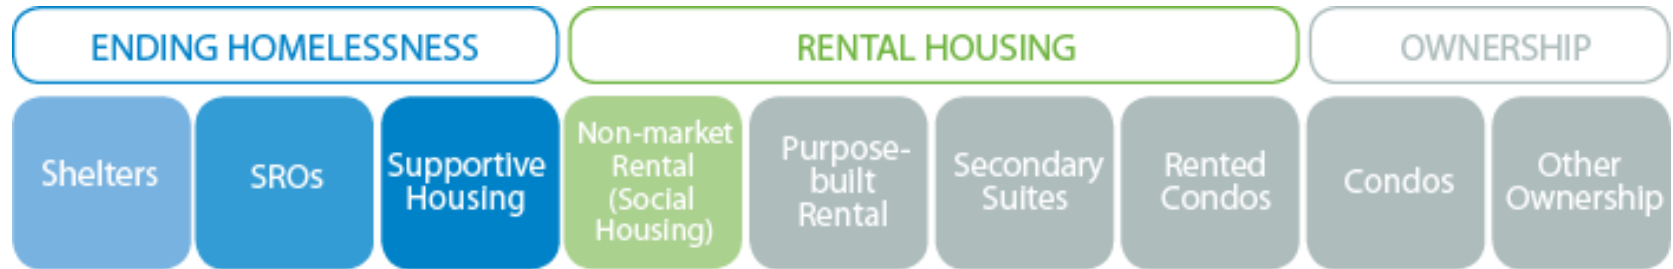 ENDING HOMELESSNESS
RENTAL HOUSING
OWNERSHIP
Shelters
SROs
Supportive
Housing
Non-market
Rental
(Social
Housing)
Purpose-
built
Rental
Secondary
Suites
Rented
Condos
Condos
Other
Ownership